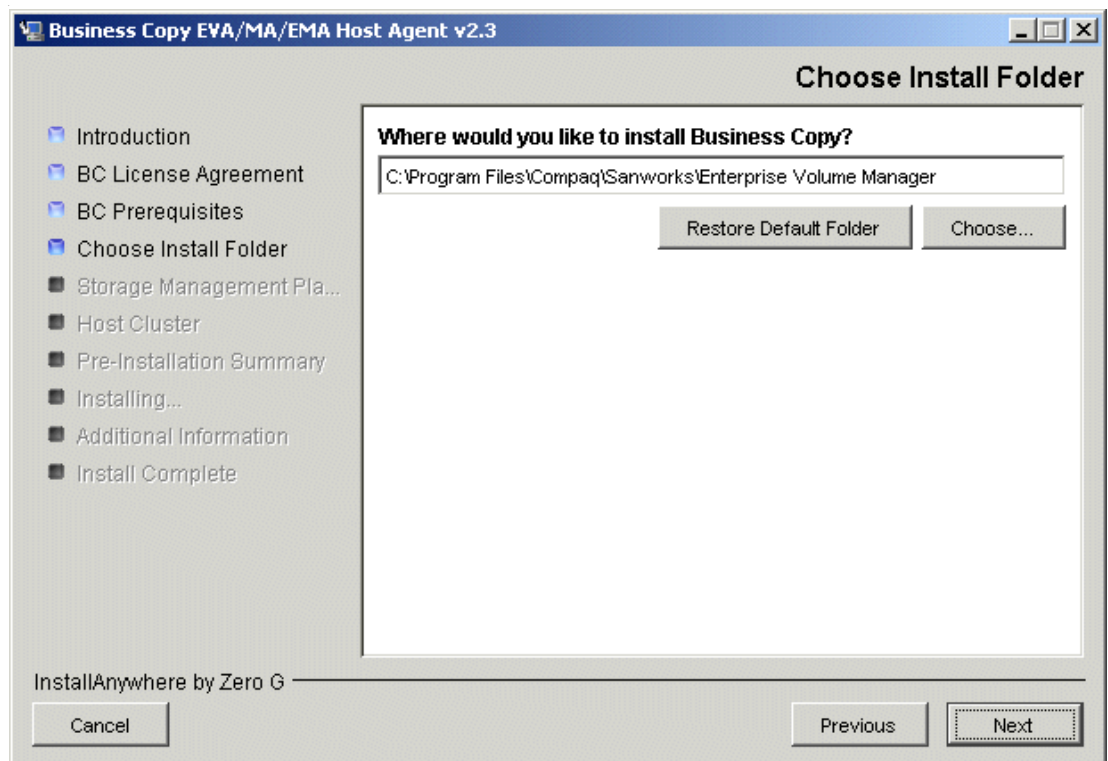 Business Copy EVA/MA/EMA Host Agent v2.3
Choose Install Folder
Introduction
BC License Agreement
BC Prerequisites
Choose Install Folder
Storage Management Pla...
Host Cluster
Pre-Installation Summary
Installing...
Additional Information
Install Complete
Where would you like to install Business Copy?
C:\Program Files\Compaq\Sanworks\Enterprise Volume Manager
Restore Default Folder
Choose...
InstallAnywhere by Zero G
Cancel
Previous
Next